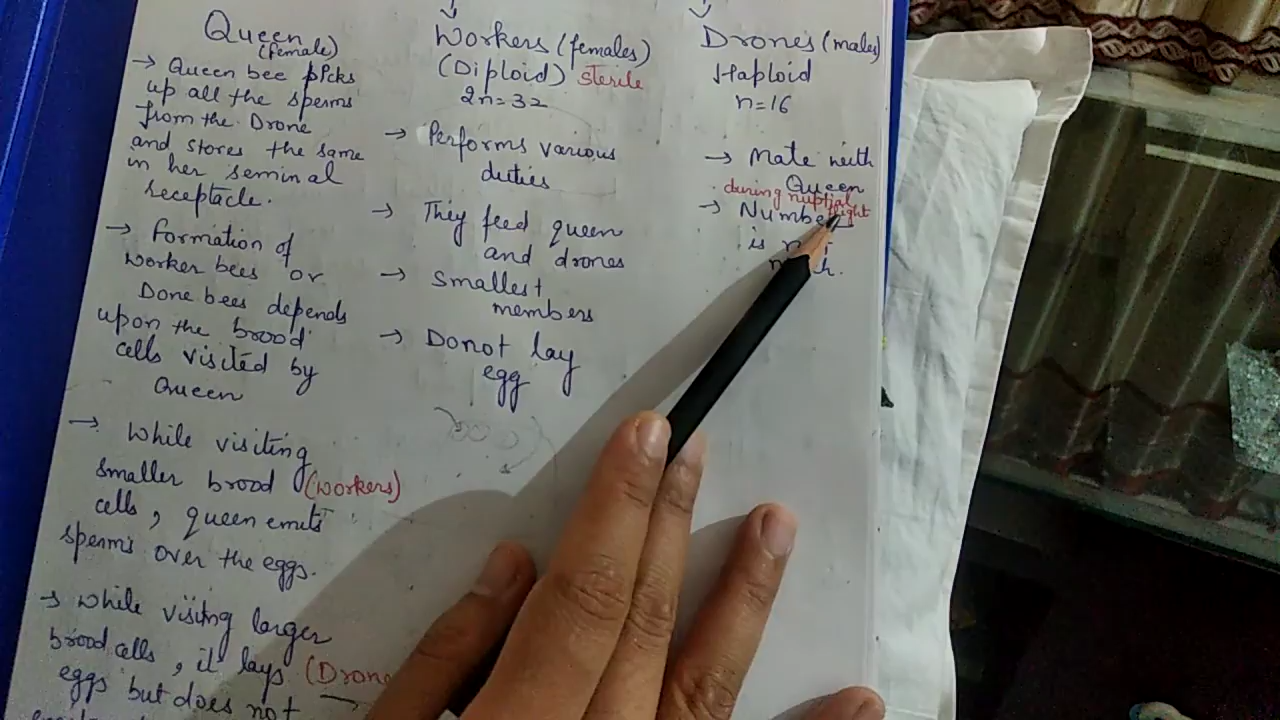 Queen
(female)
→ Queen bee picks
up all the sperms
from the Drone
and stores the same
in her seminal
receptacle.
→ formation of
worker bees or
Done bees depends
upon the brood
cells visited by
Queen
→ While visiting
smaller brood (workers)
cells, queen emits
sperms over the eggs.
→ While visiting larger
brood cells, it lays (Drone
eggs but does not
Workers (females)
(Diploid) sterile
2n=32
→ Performs various
duties
→ They feed queen
and drones
→ Smallest
members
→ Donot lay
egg
Drones (males)
Haploid
n=16
→ Mate with
Queen
during nuptial
→ Number
is